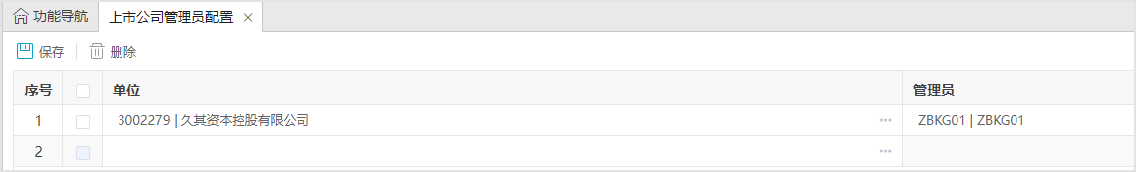 功能导航 上市公司管理员配置 ×
保存 删除
序号 单位 管理员
1 3002279 | 久其资本控股有限公司 ••• ZBKG01 | ZBKG01
2 •••